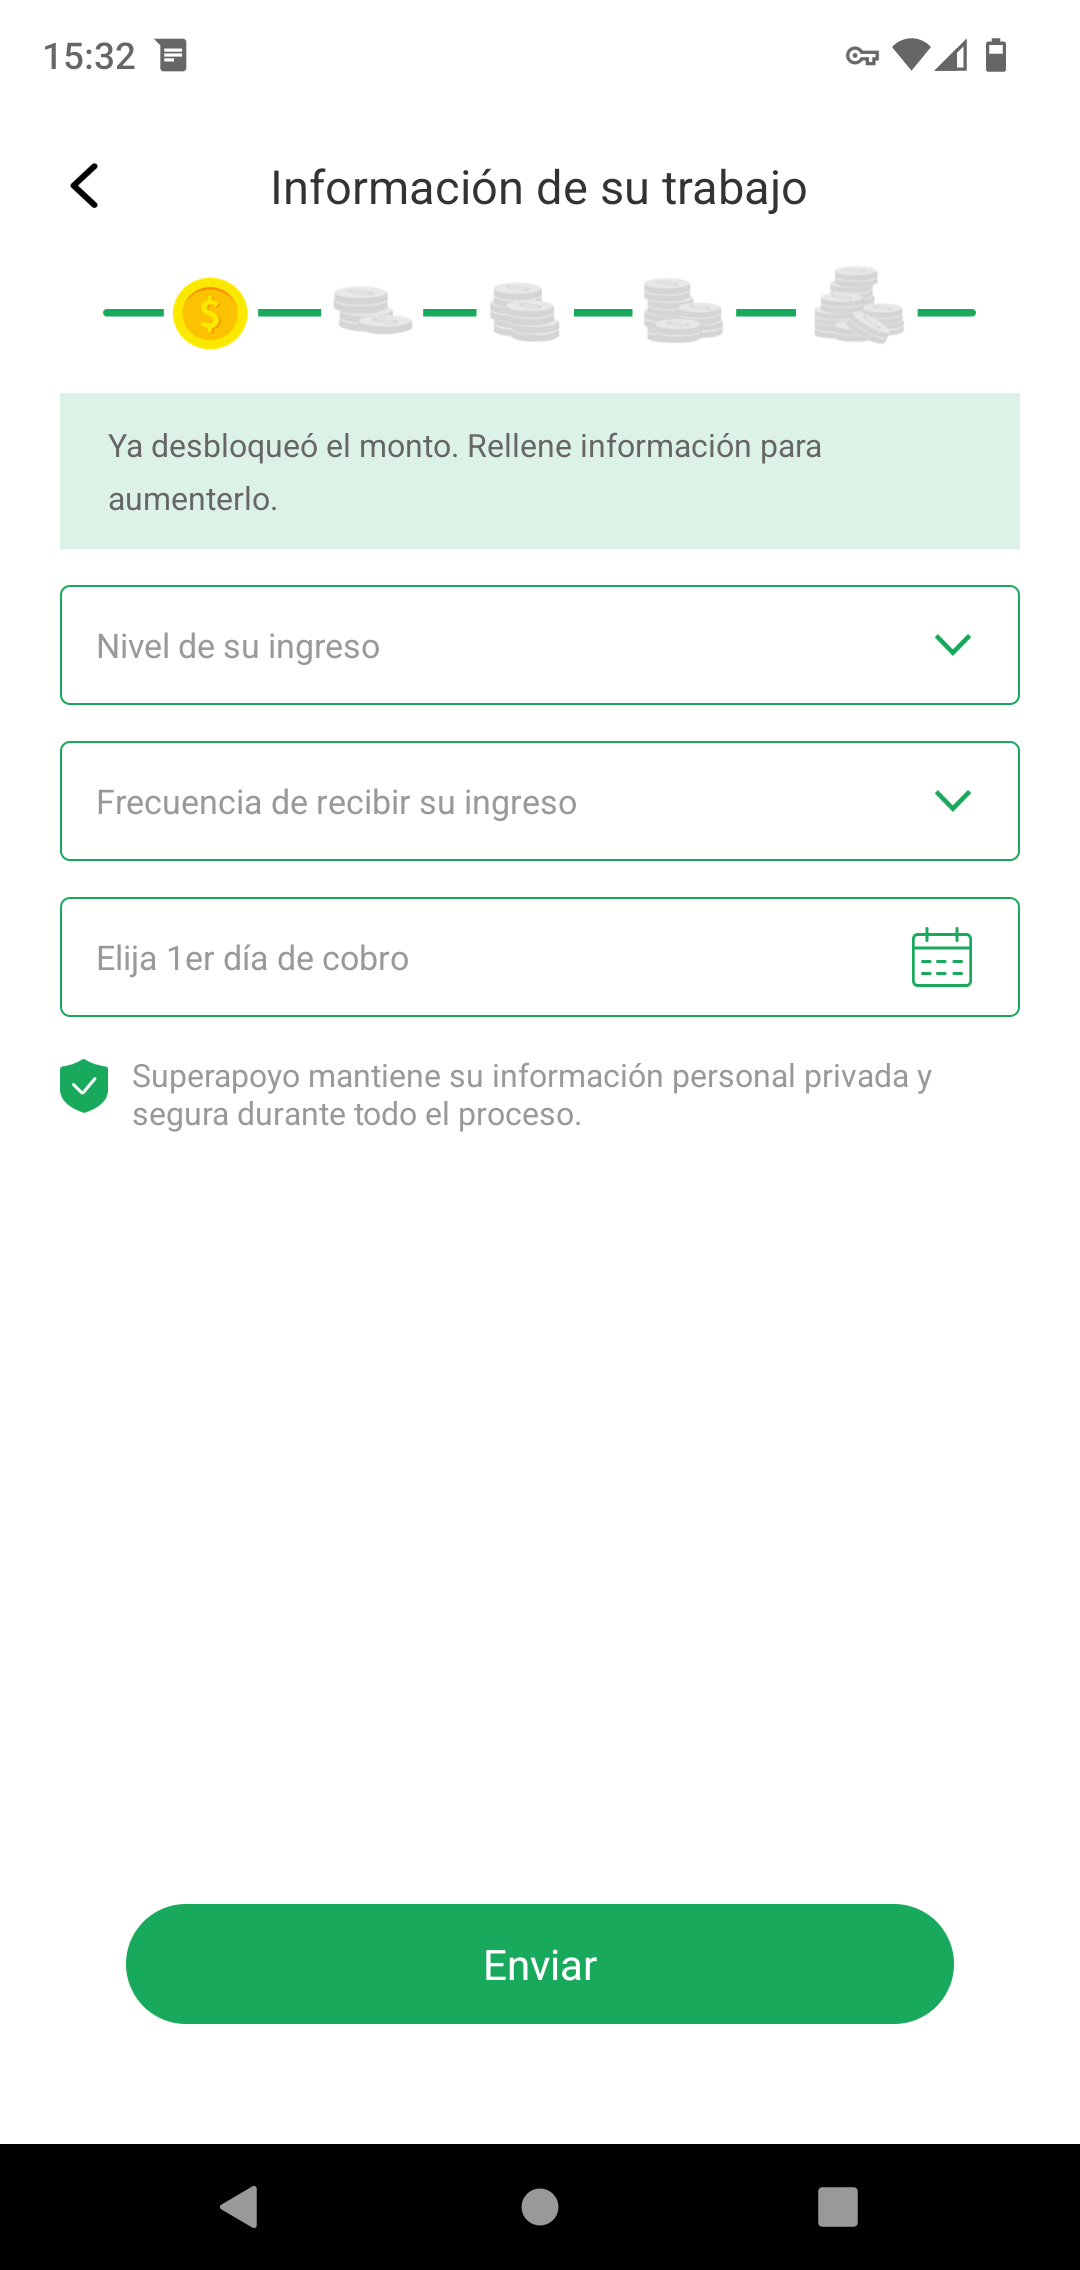 15:32
Información de su trabajo
Ya desbloqueó el monto. Rellene información para
aumenterlo.
Nivel de su ingreso
Frecuencia de recibir su ingreso
Elija 1er día de cobro
Superapoyo mantiene su información personal privada y
segura durante todo el proceso.
Enviar